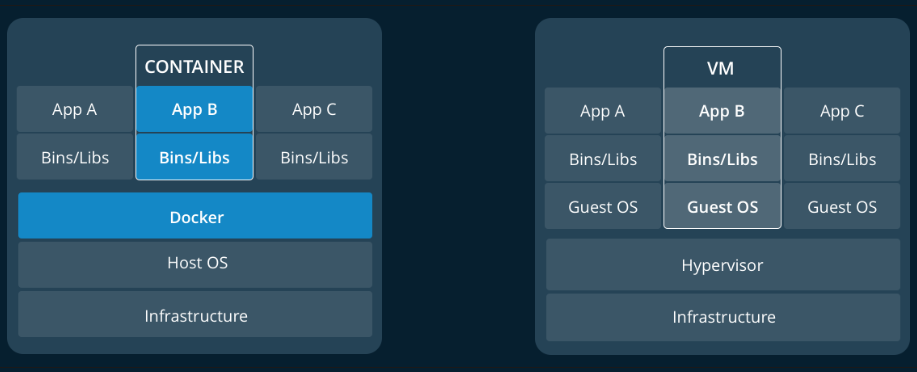 CONTAINER
App A App B App C
Bins/Libs Bins/Libs Bins/Libs
Docker
Host OS
Infrastructure
VM
App A App B App C
Bins/Libs Bins/Libs Bins/Libs
Guest OS Guest OS Guest OS
Hypervisor
Infrastructure